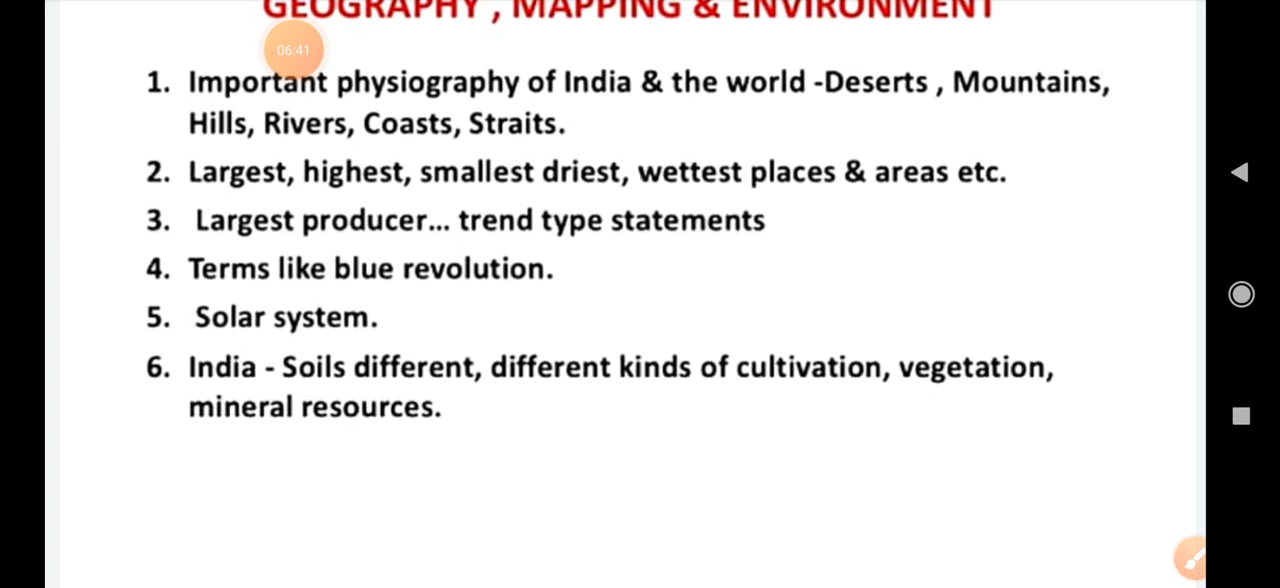 GEOGRAPHY , MAPPING & ENVIRONMENT
06:41
1. Important physiography of India & the world -Deserts , Mountains,
Hills, Rivers, Coasts, Straits.
2. Largest, highest, smallest driest, wettest places & areas etc.
3. Largest producer... trend type statements
4. Terms like blue revolution.
5. Solar system.
6. India - Soils different, different kinds of cultivation, vegetation,
mineral resources.